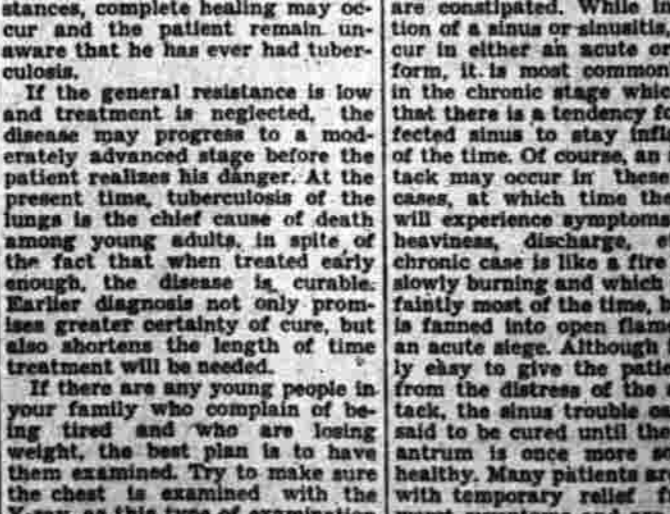 stances, complete healing may oc-
cur and the patient remain un-
aware that he has ever had tuber-
culosis.
If the general resistance is low
and treatment is neglected, the
disease may progress to a mod-
erately advanced stage before the
patient realizes his danger. At the
present time, tuberculosis of the
lungs is the chief cause of death
among young adults, in spite of
the fact that when treated early
enough, the disease is curable.
Earlier diagnosis not only prom-
ises greater certainty of cure, but
also shortens the length of time
treatment will be needed.
If there are any young people in
your family who complain of be-
ing tired and who are losing
weight, the best plan is to have
them examined. Try to make sure
the chest is examined with the
X-ray, as this type of examination
are constipated. While
tion of a sinus or sinusitis
cur in either an acute
form, it is most common
in the chronic stage
that there is a tendency
fected sinus to stay
of the time. Of course, an
tack may occur in these
cases, at which time
will experience symptoms
heaviness, discharge,
chronic case is like a fire
slowly burning and which
faintly most of the time,
is fanned into open
an acute siege. Although
ly easy to give the
from the distress of the
tack, the sinus trouble
said to be cured until
antrum is once more
healthy. Many patients
with temporary relief